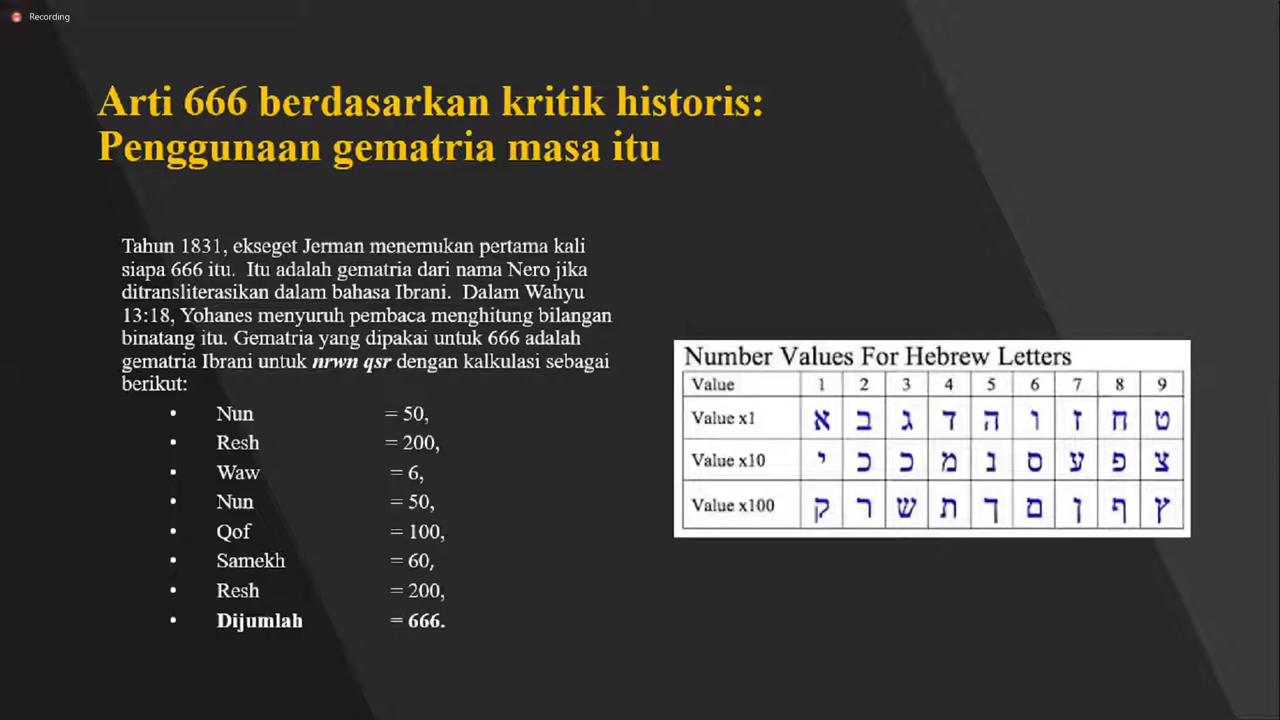 Recording
Arti 666 berdasarkan kritik historis:
Penggunaan gematria masa itu
Tahun 1831, ekseget Jerman menemukan pertama kali
siapa 666 itu. Itu adalah gematria dari nama Nero jika
ditransliterasikan dalam bahasa Ibrani. Dalam Wahyu
13:18, Yohanes menyuruh pembaca menghitung bilangan
binatang itu. Gematria yang dipakai untuk 666 adalah
gematria Ibrani untuk nrwn qsr dengan kalkulasi sebagai
berikut:
• Nun = 50,
• Resh = 200,
• Waw = 6,
• Nun = 50,
• Qof = 100,
• Samekh = 60,
• Resh = 200,
• Dijumlah = 666.
Number Values For Hebrew Letters
Value 1 2 3 4 5 6 7 8 9
Value x1 א ב ג ד ה ו ז ח ט
Value x10 י כ כ מ נ ס ע פ צ
Value x100 ק ר ש ת ך ם ן ף ץ